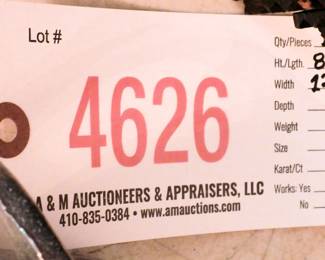 Lot #
4626
A & M AUCTIONEERS & APPRAISERS, LLC
410-835-0384 • www.amauctions.com
Qty/Pieces
Ht./Lgth. 8
Width
Depth
Weight
Size
Karat/Ct
Works: Yes
No